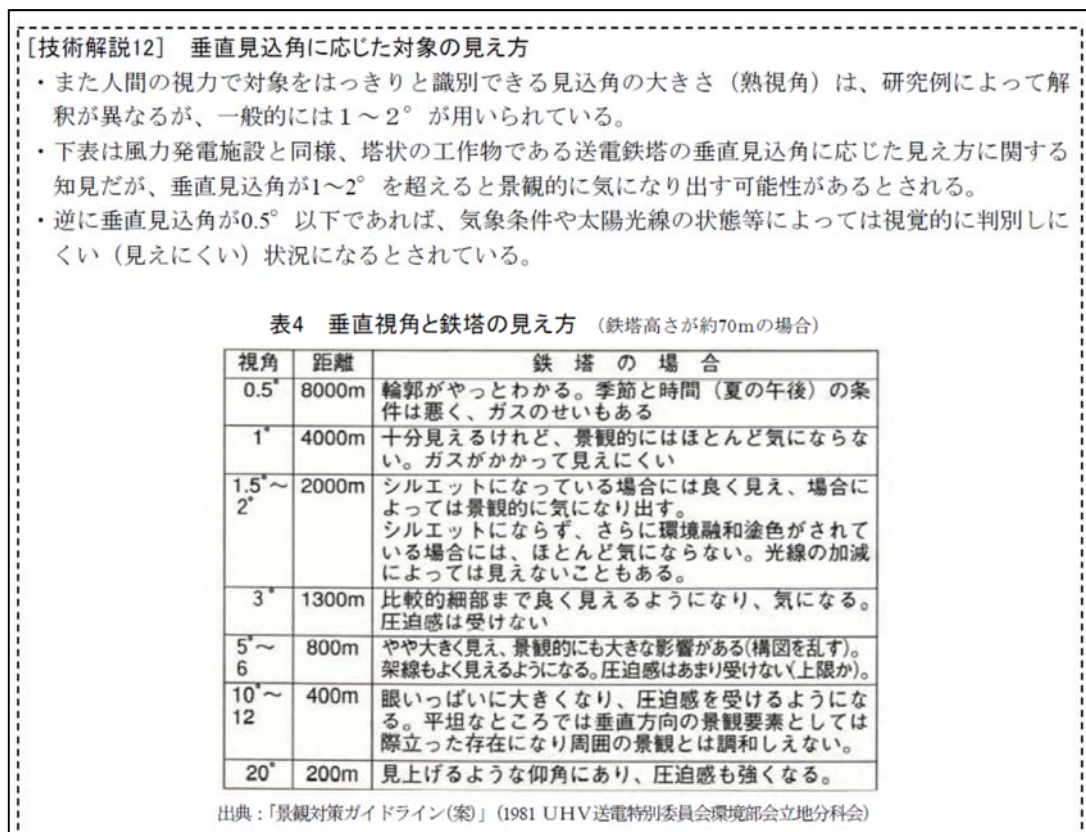 [技術解説12] 垂直見込角に応じた対象の見え方
・また人間の視力で対象をはっきりと識別できる見込角の大きさ（熟視角）は、研究例によって解
釈が異なるが、一般的には１～２°が用いられている。
・下表は風力発電施設と同様、塔状の工作物である送電鉄塔の垂直見込角に応じた見え方に関する
知見だが、垂直見込角が1～2°を超えると景観的に気になり出す可能性があるとされる。
・逆に垂直見込角が0.5°以下であれば、気象条件や太陽光線の状態等によっては視覚的に判別しに
くい（見えにくい）状況になるとされている。
表4 垂直視角と鉄塔の見え方 （鉄塔高さが約70mの場合）
視角 距離 鉄塔の場合
0.5° 8000m 輪郭がやっとわかる。季節と時間（夏の午後）の条
件は悪く、ガスのせいもある
1° 4000m 十分見えるけれど、景観的にはほとんど気にならな
い。ガスがかかって見えにくい
1.5°～ 2000m シルエットになっている場合には良く見え、場合に
2° よっては景観的に気になり出す。
シルエットにならず、さらに環境融和塗色がされて
いる場合には、ほとんど気にならない。光線の加減
によっては見えないこともある。
3° 1300m 比較的細部まで良く見えるようになり、気になる。
圧迫感は受けない
5°～ 800m やや大きく見え、景観的にも大きな影響がある(構図を乱す)。
6 架線もよく見えるようになる。圧迫感はあまり受けない(上限か)。
10°～ 400m 眼いっぱいに大きくなり、圧迫感を受けるようにな
12 る。平坦なところでは垂直方向の景観要素としては
際立った存在になり周囲の景観とは調和しえない。
20° 200m 見上げるような仰角にあり、圧迫感も強くなる。
出典：「景観対策ガイドライン(案)」（1981 UHV送電特別委員会環境部会立地分科会）